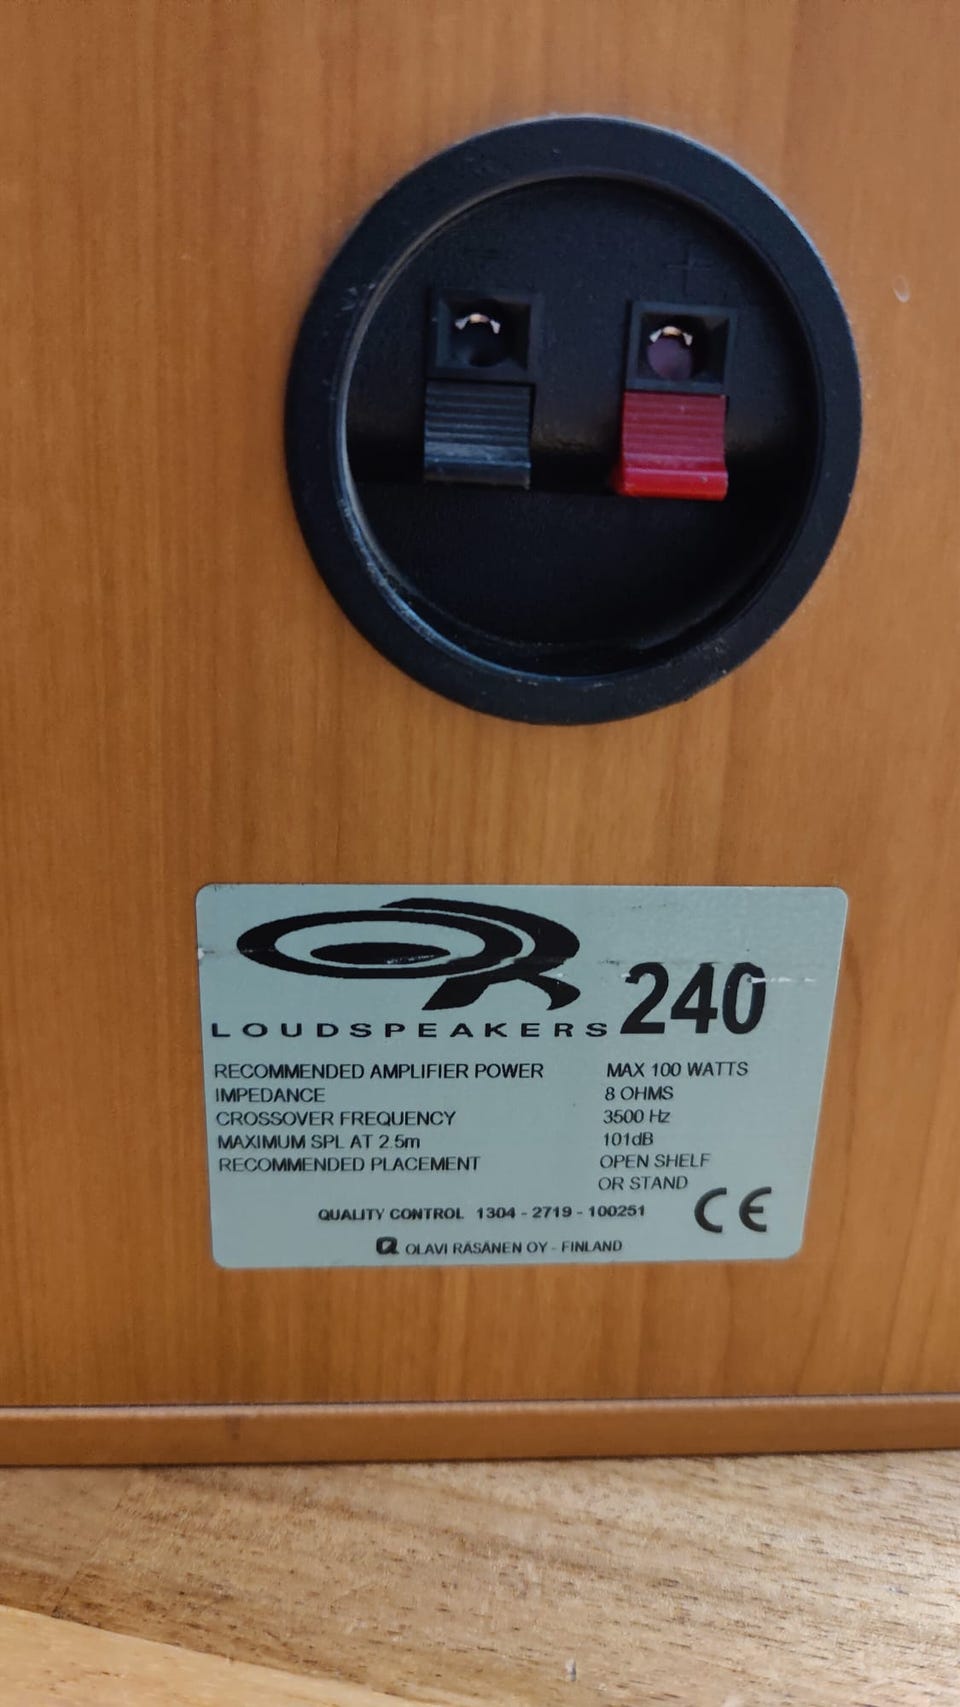 OR
LOUDSPEAKERS 240
RECOMMENDED AMPLIFIER POWER MAX 100 WATTS
IMPEDANCE 8 OHMS
CROSSOVER FREQUENCY 3500 Hz
MAXIMUM SPL AT 2.5m 101dB
RECOMMENDED PLACEMENT OPEN SHELF
OR STAND
QUALITY CONTROL 1304 - 2719 - 100251 CE
OLAVI RÄSÄNEN OY - FINLAND